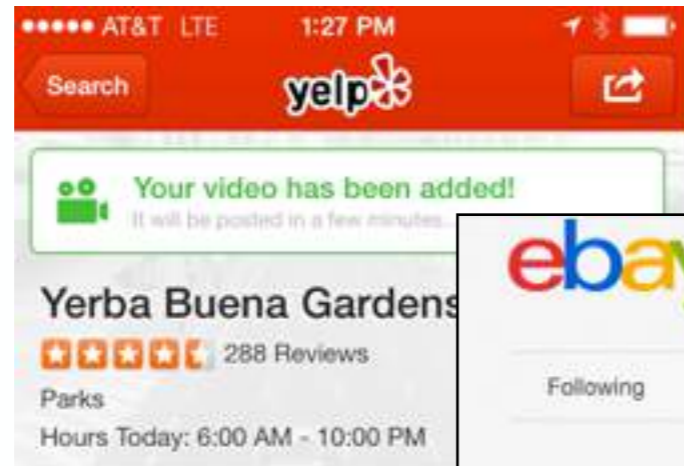 AT&T LTE 1:27 PM
Search yelp
Your video has been added!
It will be posted in a few minutes...
Yerba Buena Gardens
288 Reviews
Parks
Hours Today: 6:00 AM - 10:00 PM
ebay
Following